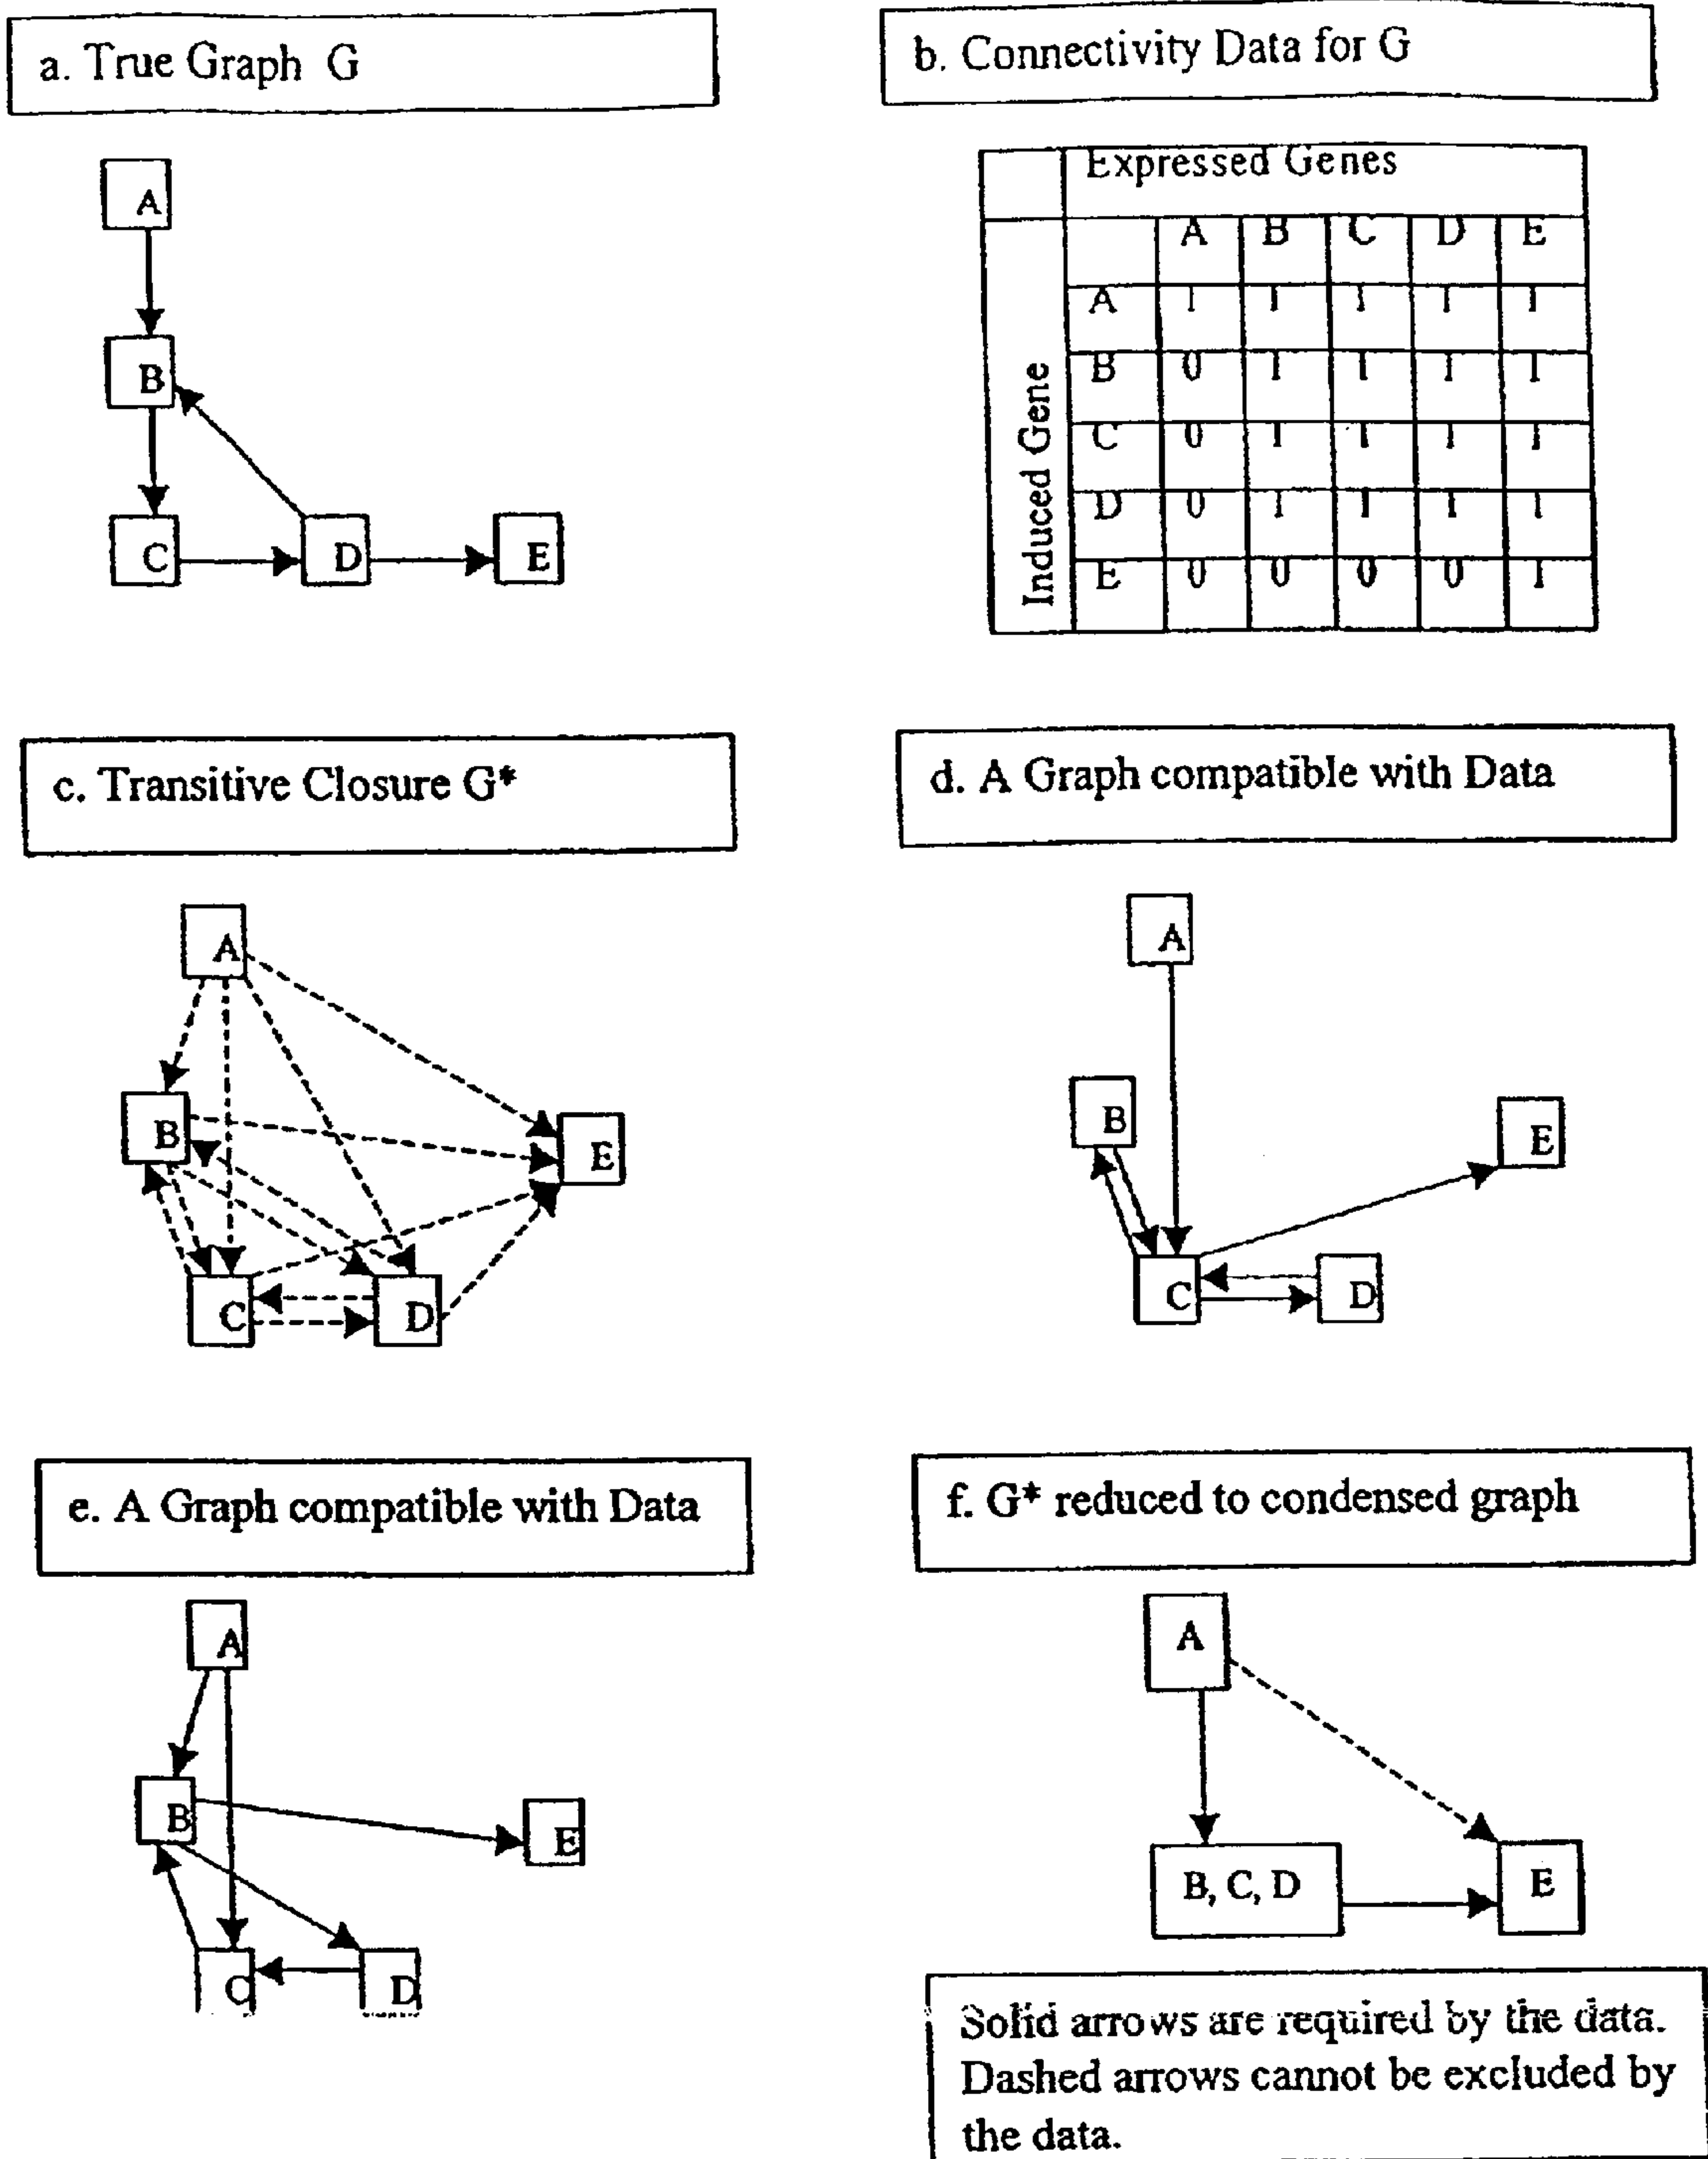 a. True Graph G
b. Connectivity Data for G
A
B
C D E
Expressed Genes
Induced Gene
A B C D E
A 1 1 1 1 1
B 0 1 1 1 1
C 0 1 1 1 1
D 0 1 1 1 1
E 0 0 0 0 1
c. Transitive Closure G*
d. A Graph compatible with Data
A
B E
C D
A
B E
C D
e. A Graph compatible with Data
f. G* reduced to condensed graph
A
B E
C D
A
B, C, D E
Solid arrows are required by the data.
Dashed arrows cannot be excluded by
the data.